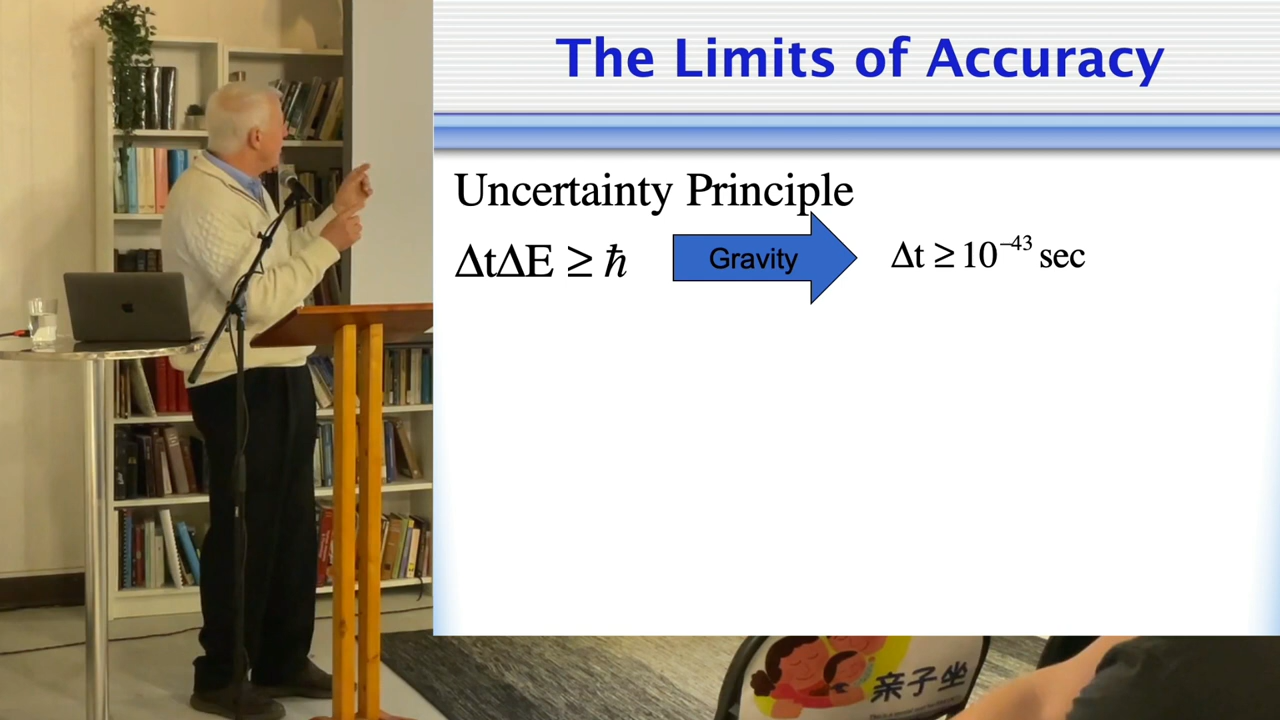 The Limits of Accuracy
Uncertainty Principle
ΔtΔE ≥ ℏ
Gravity
Δt ≥ 10⁻⁴³ sec
亲子坐